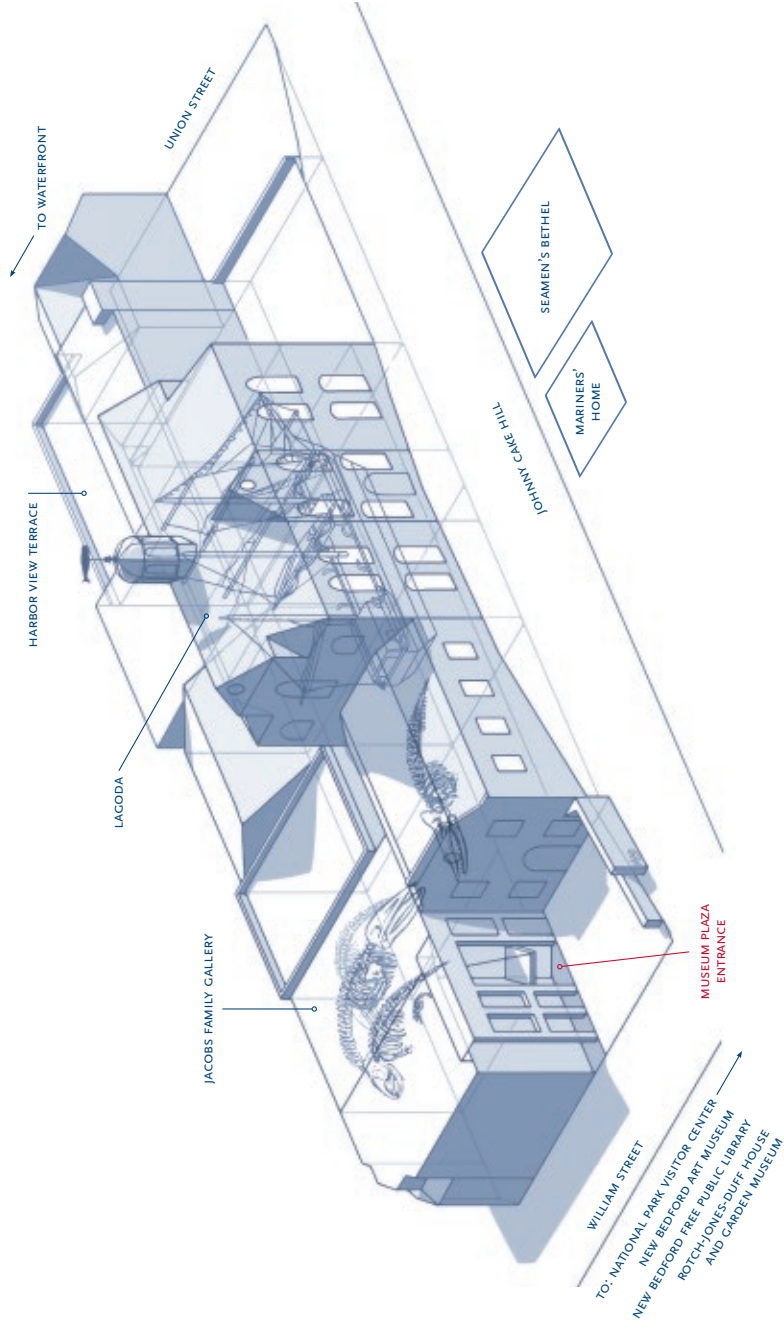 UNION STREET
TO WATERFRONT
SEAMEN'S BETHEL
MARINERS'
HOME
JOHNNY CAKE HILL
HARBOR VIEW TERRACE
LAGODA
JACOBS FAMILY GALLERY
MUSEUM PLAZA
ENTRANCE
WILLIAM STREET
TO: NATIONAL PARK VISITOR CENTER
NEW BEDFORD ART MUSEUM
NEW BEDFORD FREE PUBLIC LIBRARY
ROTCH-JONES-DUFF HOUSE
AND GARDEN MUSEUM